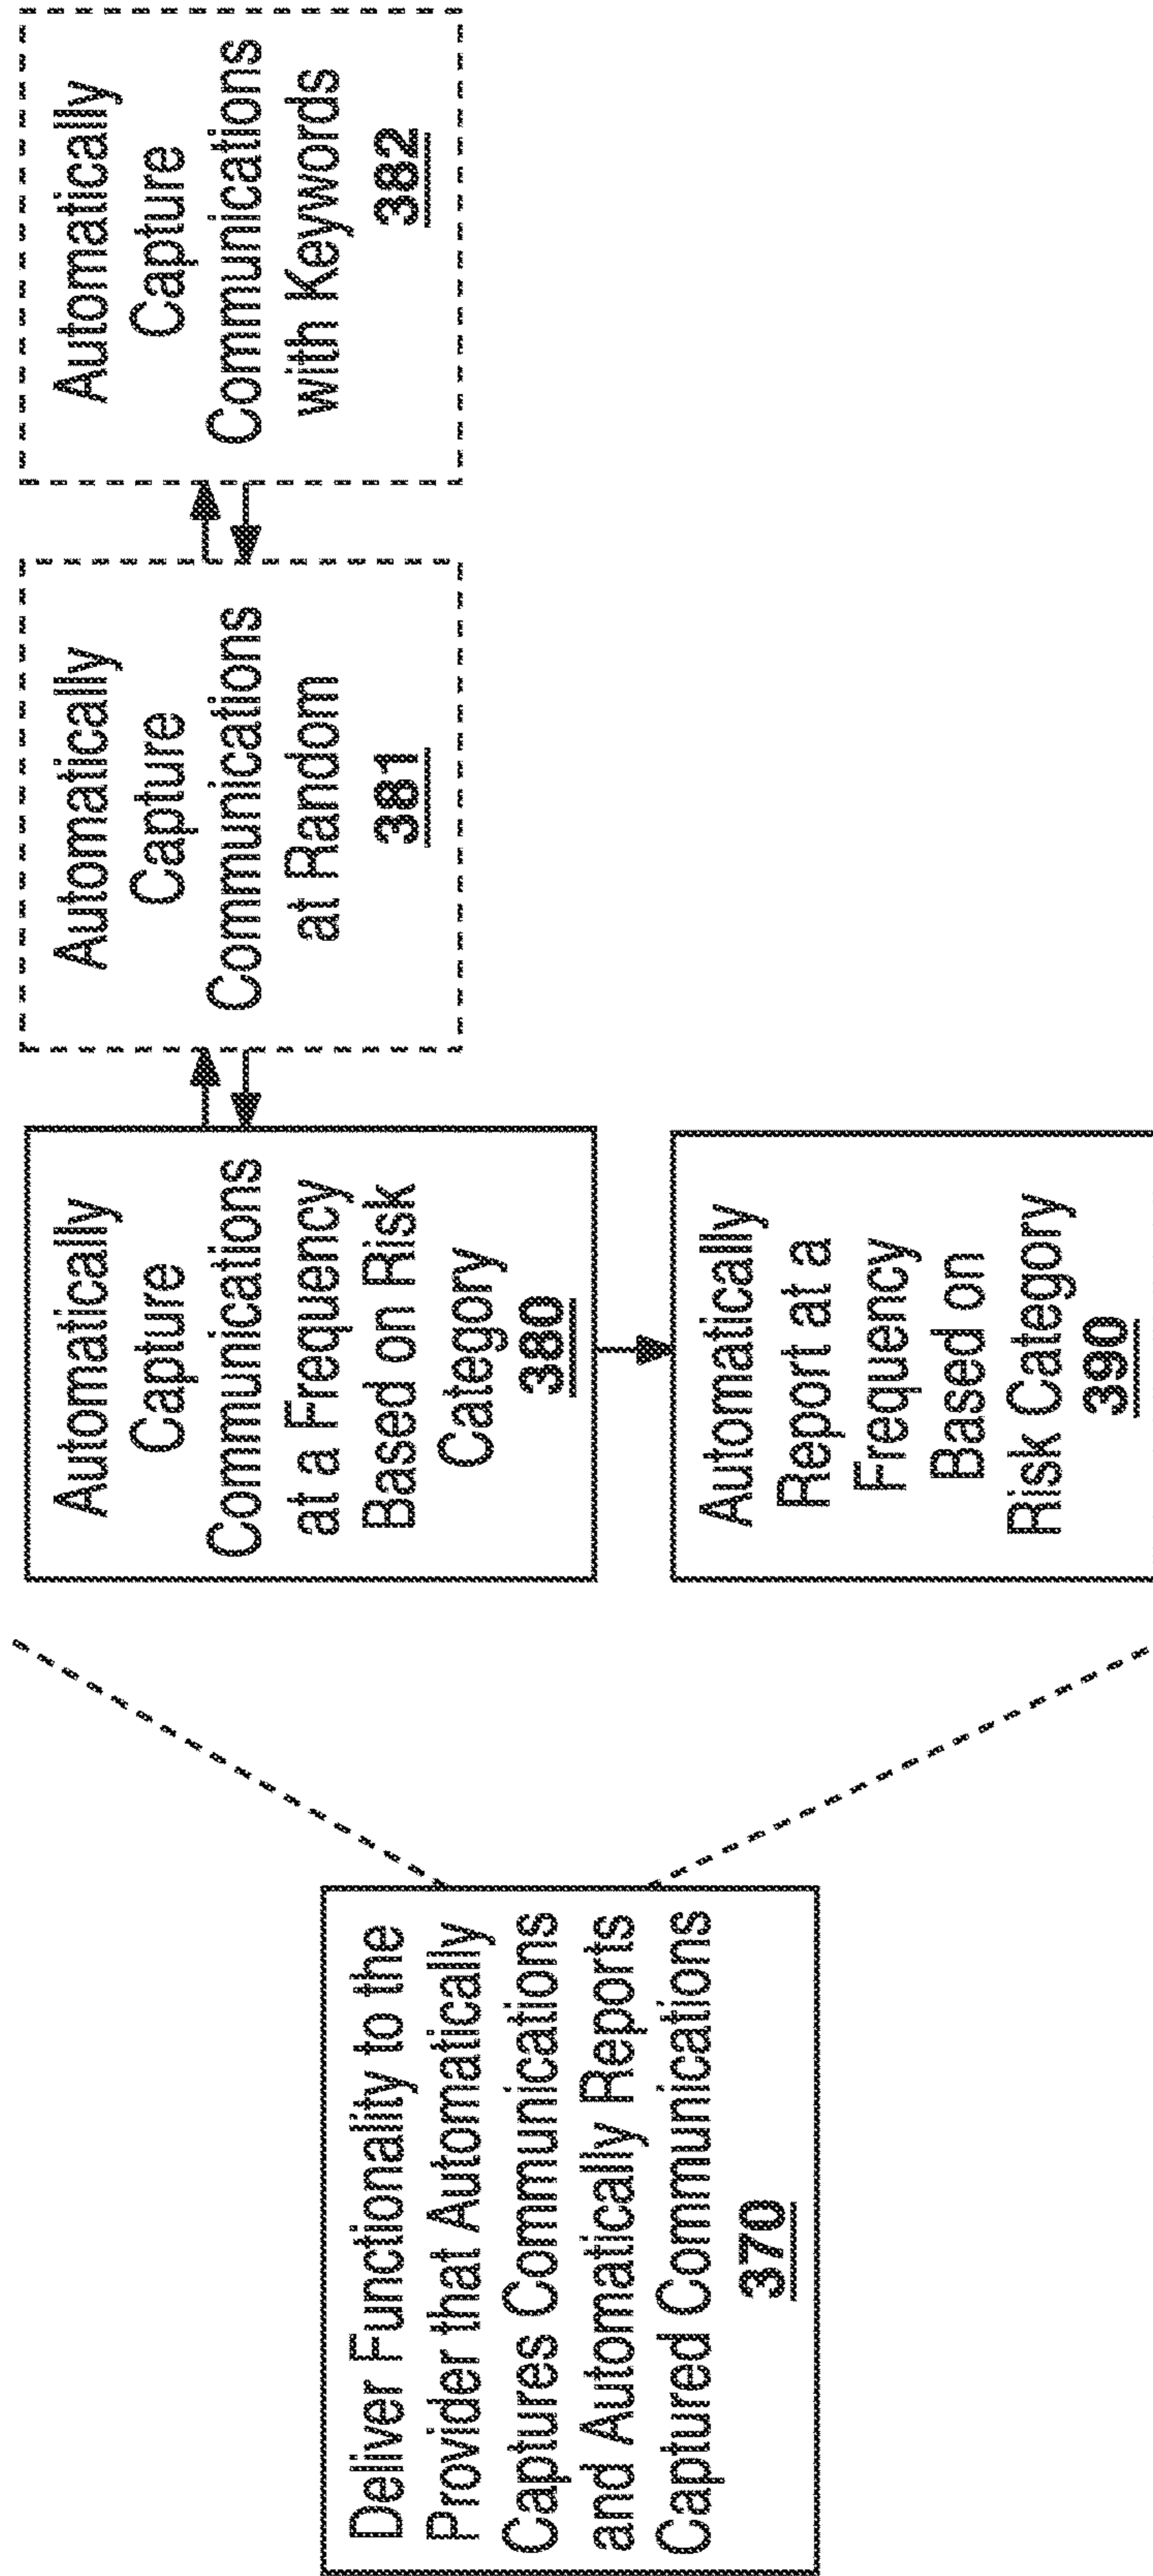 Deliver Functionality to the
Provider that Automatically
Captures Communications
and Automatically Reports
Captured Communications
370
Automatically
Capture
Communications
at a Frequency
Based on Risk
Category
380
Automatically
Capture
Communications
at Random
381
Automatically
Capture
Communications
with Keywords
382
Automatically
Report at a
Frequency
Based on
Risk Category
390